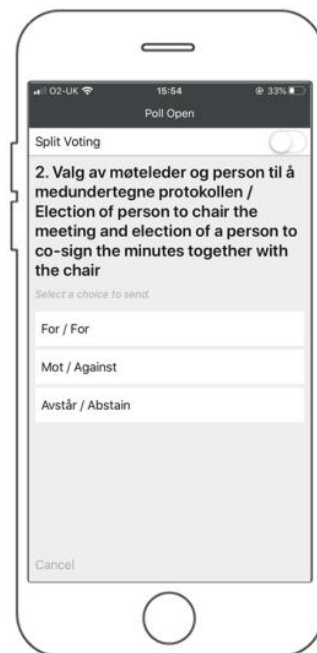 O2-UK 15:54 33%
Poll Open
Split Voting
2. Valg av møteleder og person til å
medundertegne protokollen /
Election of person to chair the
meeting and election of a person to
co-sign the minutes together with
the chair
Select a choice to send.
For / For
Mot / Against
Avstår / Abstain
Cancel